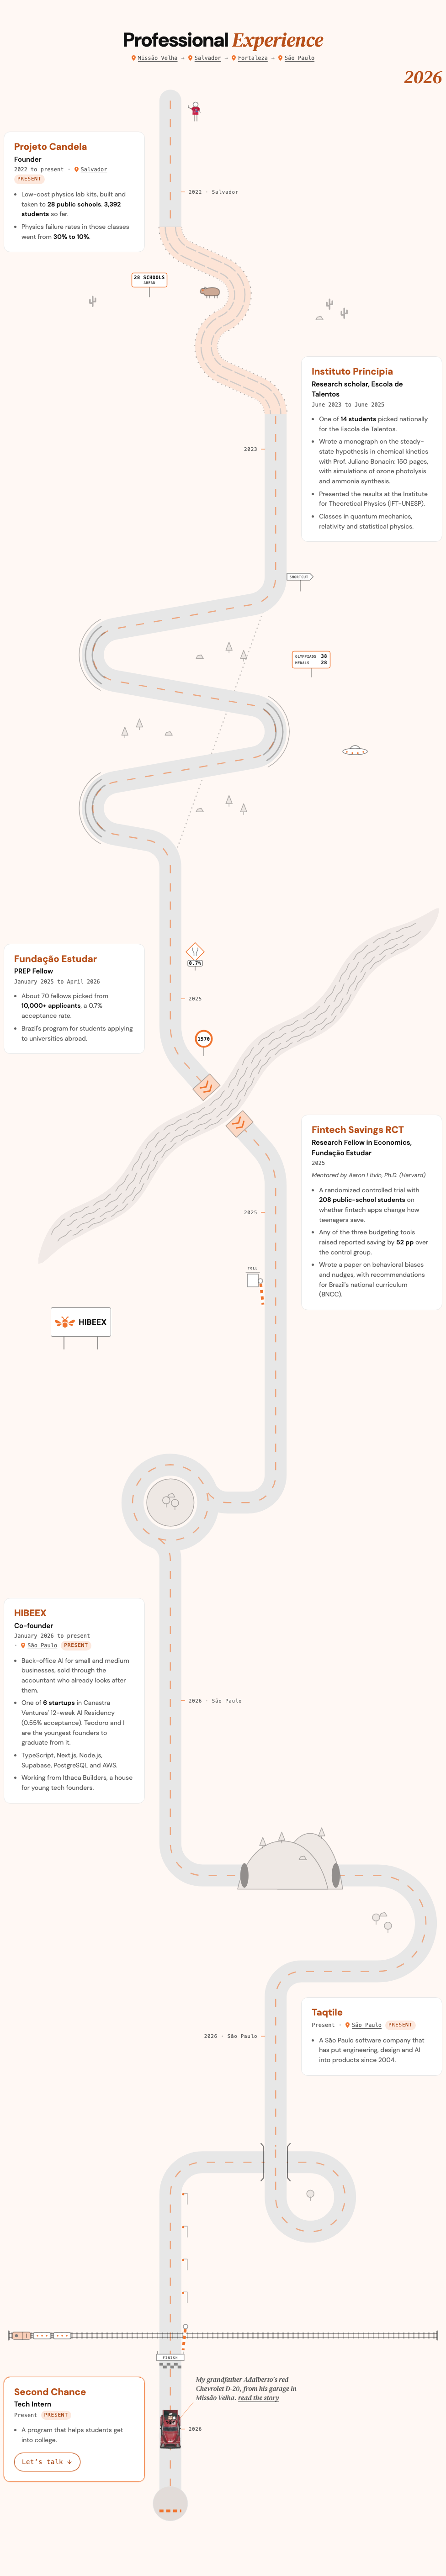 Professional Experience
Missão Velha → Salvador → Fortaleza → São Paulo
2026
Projeto Candela
Founder
2022 to present · Salvador
PRESENT
• Low-cost physics lab kits, built and
taken to 28 public schools. 3,392
students so far.
• Physics failure rates in those classes
went from 30% to 10%.
2022 · Salvador
28 SCHOOLS
AHEAD
Instituto Principia
Research scholar, Escola de
Talentos
June 2023 to June 2025
• One of 14 students picked nationally
for the Escola de Talentos.
• Wrote a monograph on the steady-
state hypothesis in chemical kinetics
with Prof. Juliano Bonacin: 150 pages,
with simulations of ozone photolysis
and ammonia synthesis.
• Presented the results at the Institute
for Theoretical Physics (IFT-UNESP).
• Classes in quantum mechanics,
relativity and statistical physics.
2023
SHORTCUT
OLYMPIADS 38
MEDALS 28
Fundação Estudar
PREP Fellow
January 2025 to April 2026
• About 70 fellows picked from
10,000+ applicants, a 0.7%
acceptance rate.
• Brazil's program for students applying
to universities abroad.
0.7%
2025
1570
Fintech Savings RCT
Research Fellow in Economics,
Fundação Estudar
2025
Mentored by Aaron Litvin, Ph.D. (Harvard)
• A randomized controlled trial with
208 public-school students on
whether fintech apps change how
teenagers save.
• Any of the three budgeting tools
raised reported saving by 52 pp over
the control group.
• Wrote a paper on behavioral biases
and nudges, with recommendations
for Brazil's national curriculum
(BNCC).
2025
TOLL
HIBEEX
HIBEEX
Co-founder
January 2026 to present
· São Paulo PRESENT
• Back-office AI for small and medium
businesses, sold through the
accountant who already looks after
them.
• One of 6 startups in Canastra
Ventures' 12-week AI Residency
(0.55% acceptance). Teodoro and I
are the youngest founders to
graduate from it.
• TypeScript, Next.js, Node.js,
Supabase, PostgreSQL and AWS.
• Working from Ithaca Builders, a house
for young tech founders.
2026 · São Paulo
Taqtile
Present · São Paulo PRESENT
• A São Paulo software company that
has put engineering, design and AI
into products since 2004.
2026 · São Paulo
FINISH
Second Chance
Tech Intern
Present PRESENT
• A program that helps students get
into college.
Let's talk ↓
My grandfather Adalberto's red
Chevrolet D-20, from his garage in
Missão Velha. read the story
2026